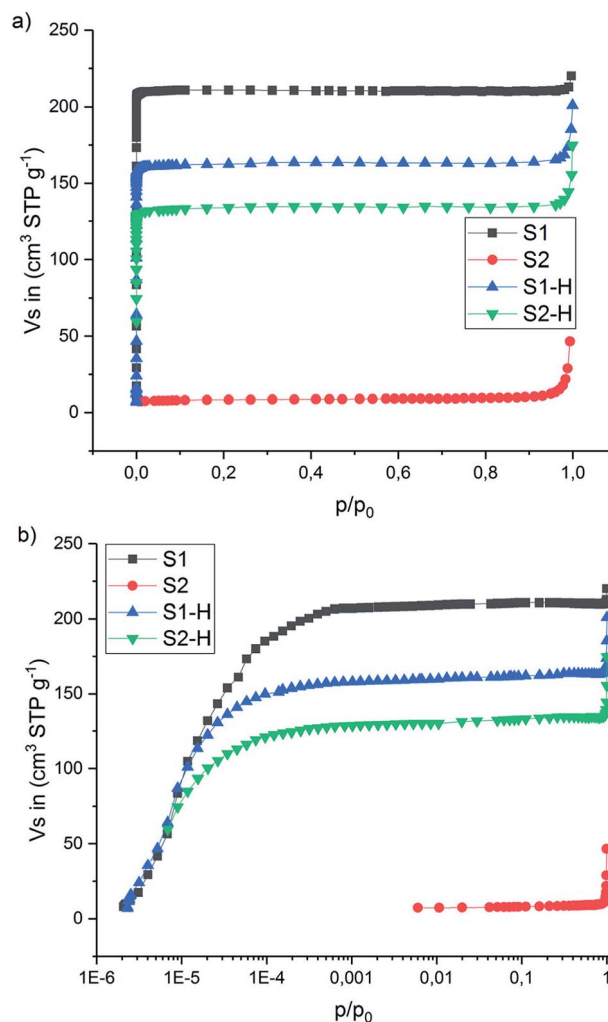 a)
250
200
150
100
50
0
Vs in (cm³ STP g⁻¹)
S1
S2
S1-H
S2-H
0,0 0,2 0,4 0,6 0,8 1,0
p/p₀
b)
250
200
150
100
50
0
Vs in (cm³ STP g⁻¹)
S1
S2
S1-H
S2-H
1E-6 1E-5 1E-4 0,001 0,01 0,1 1
p/p₀